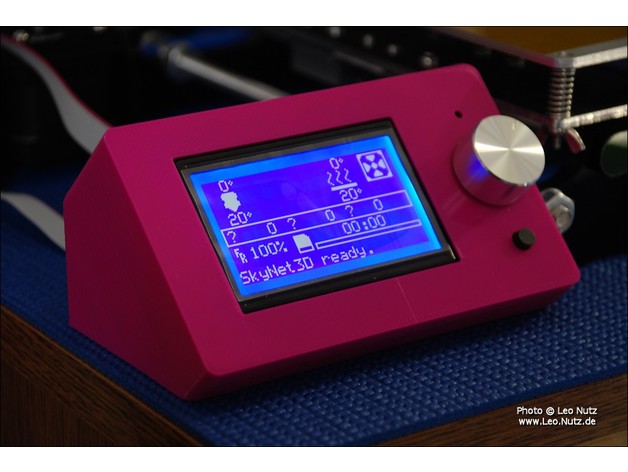 0° 0°
20° 20°
? 0 ? 0 ? 0
FR 100% 00:00
SkyNet3D ready.
Photo © Leo Nutz
www.Leo.Nutz.de